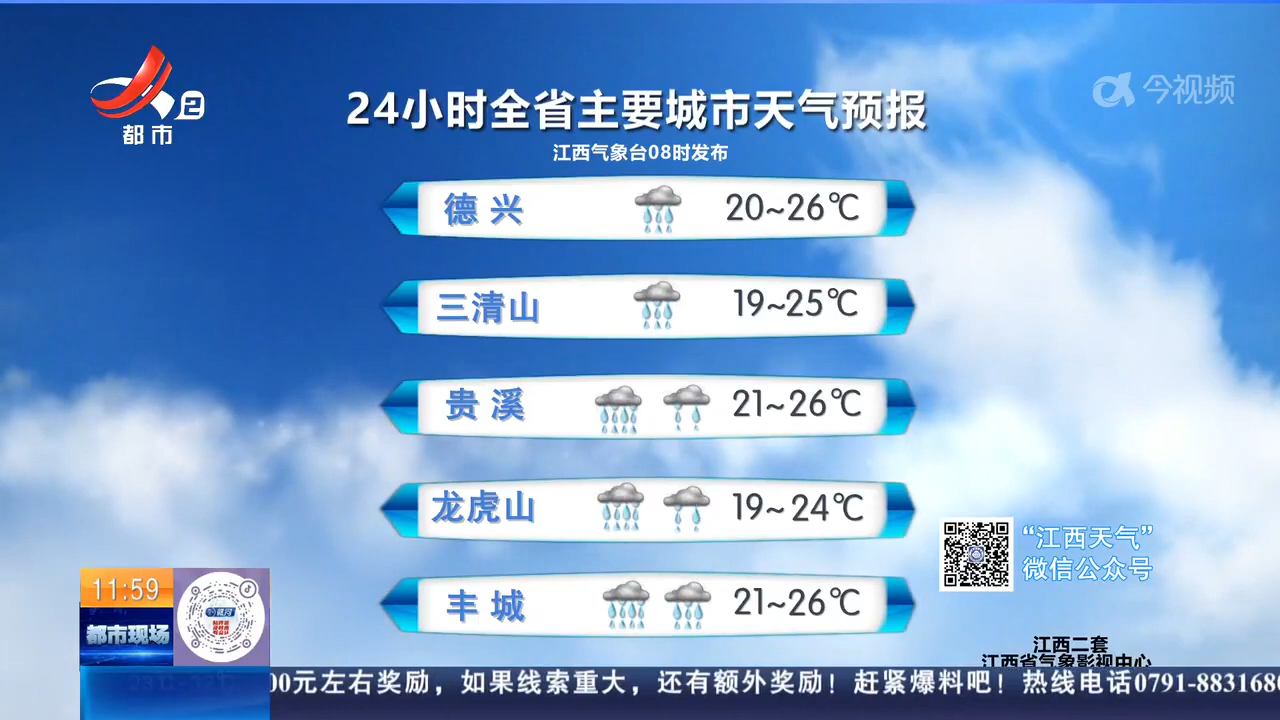 2
都市
今视频
24小时全省主要城市天气预报
江西气象台08时发布
德兴 20~26℃
三清山 19~25℃
贵溪 21~26℃
龙虎山 19~24℃
丰城 21~26℃
“江西天气”
微信公众号
11:59
都市现场
江西二套
江西省气象影视中心
00元左右奖励，如果线索重大，还有额外奖励！赶紧爆料吧！热线电话0791-8831680